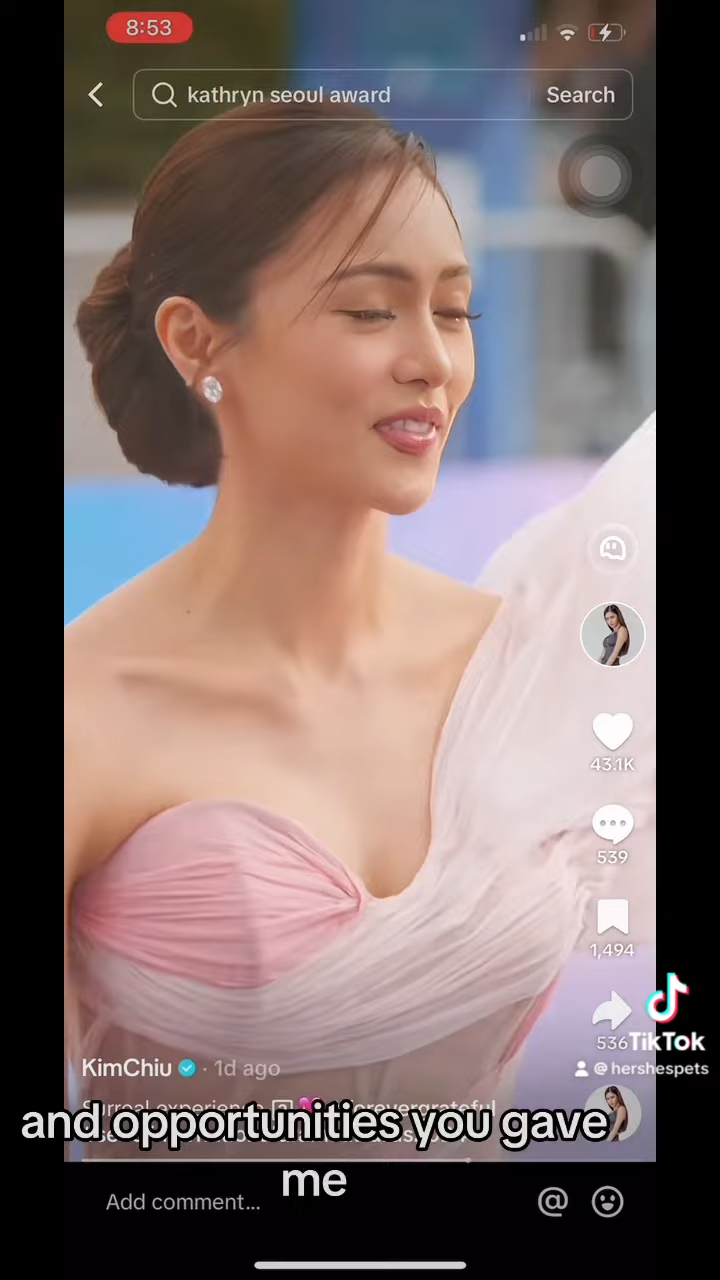 8:53
kathryn seoul award
Search
43.1K
539
1,494
536
TikTok
@hershespets
KimChiu · 1d ago
and opportunities you gave
me
Add comment...